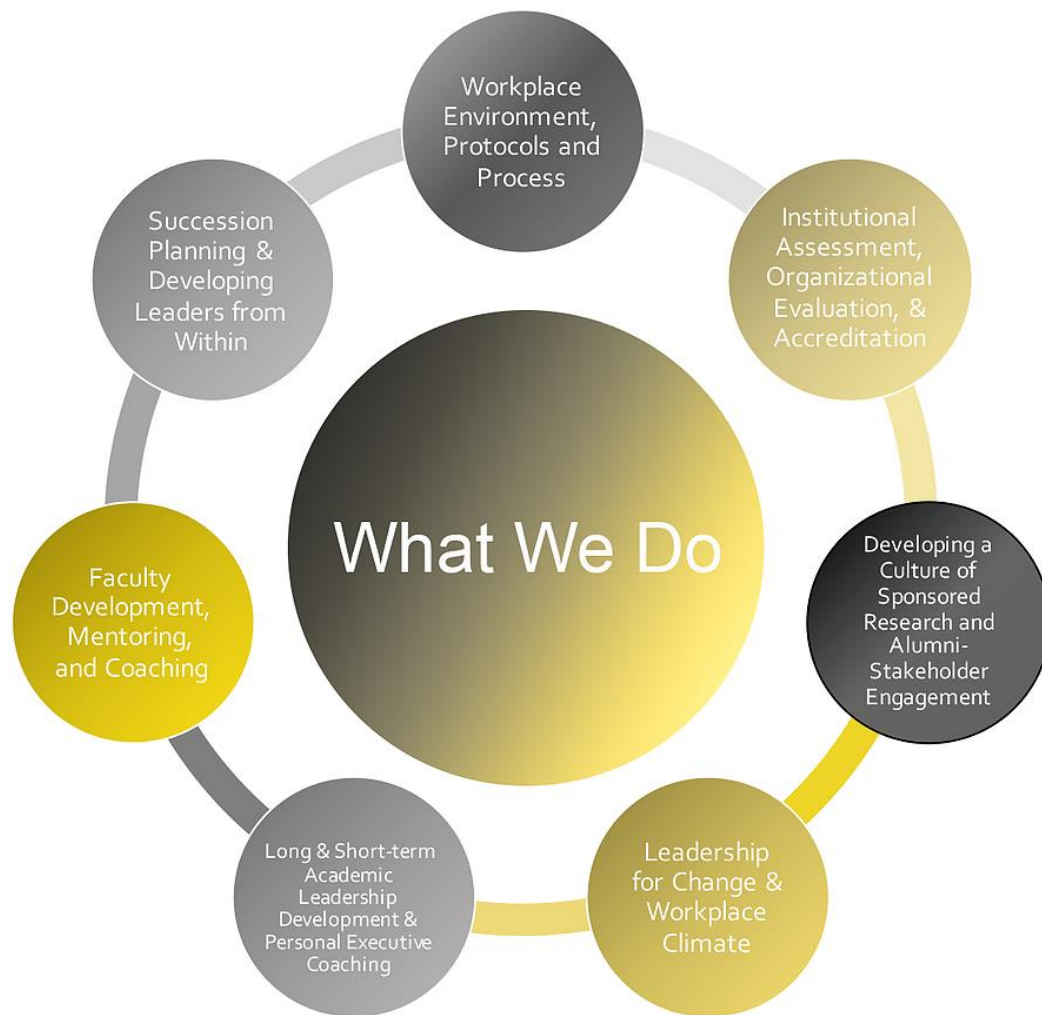 Workplace
Environment,
Protocols and
Process
Institutional
Assessment,
Organizational
Evaluation, &
Accreditation
Developing a
Culture of
Sponsored
Research and
Alumni-
Stakeholder
Engagement
Leadership
for Change &
Workplace
Climate
Long & Short-term
Academic
Leadership
Development &
Personal Executive
Coaching
Faculty
Development,
Mentoring,
and Coaching
Succession
Planning &
Developing
Leaders from
Within
What We Do